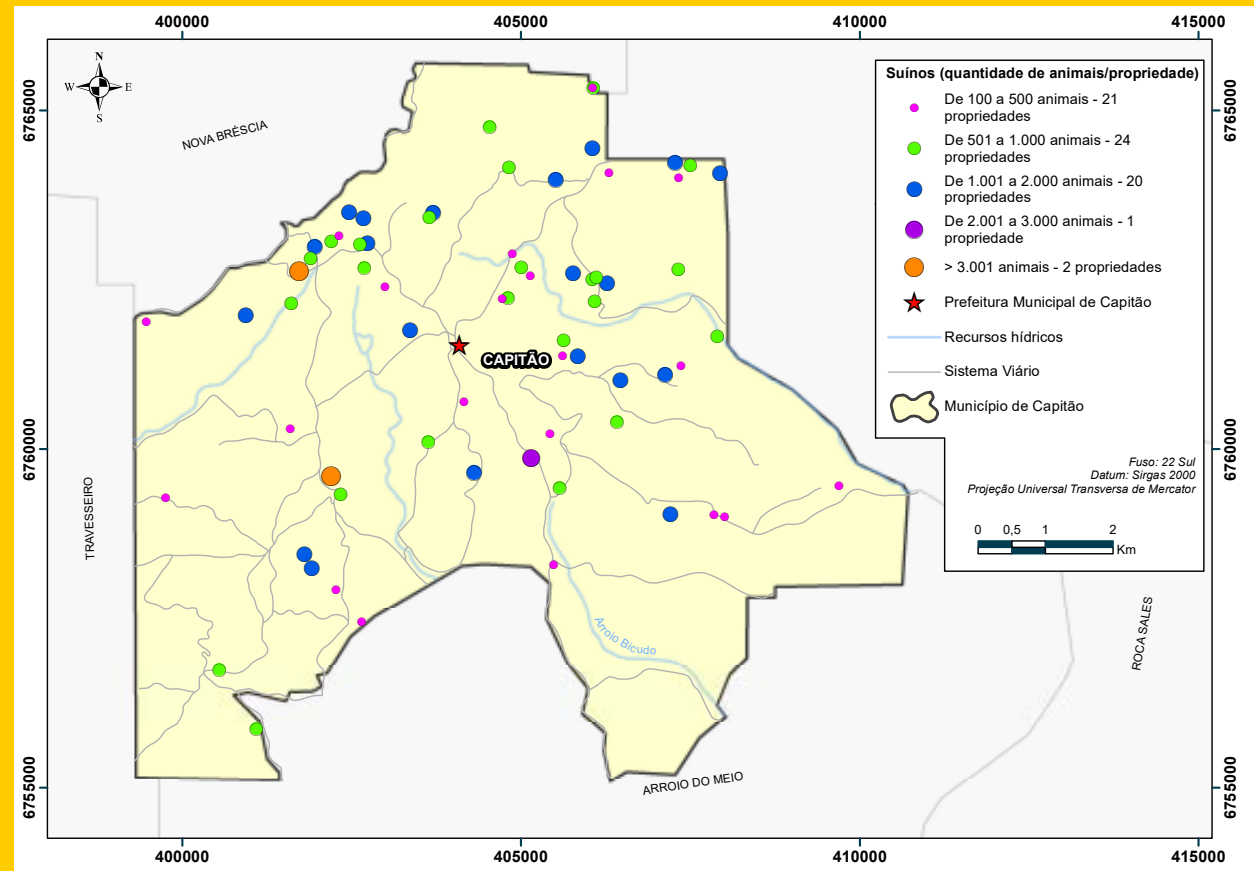 400000
405000
410000
415000
N
W
E
S
6765000
6765000
NOVA BRÉSCIA
Suínos (quantidade de animais/propriedade)
De 100 a 500 animais - 21
propriedades
De 501 a 1.000 animais - 24
propriedades
De 1.001 a 2.000 animais - 20
propriedades
De 2.001 a 3.000 animais - 1
propriedade
> 3.001 animais - 2 propriedades
Prefeitura Municipal de Capitão
Recursos hídricos
Sistema Viário
Município de Capitão
CAPITÃO
6760000
6760000
Fuso: 22 Sul
Datum: Sirgas 2000
Projeção Universal Transversa de Mercator
0 0,5 1 2
Km
TRAVESSEIRO
Arroio Bicudo
ROCA SALES
ARROIO DO MEIO
6755000
6755000
400000
405000
410000
415000